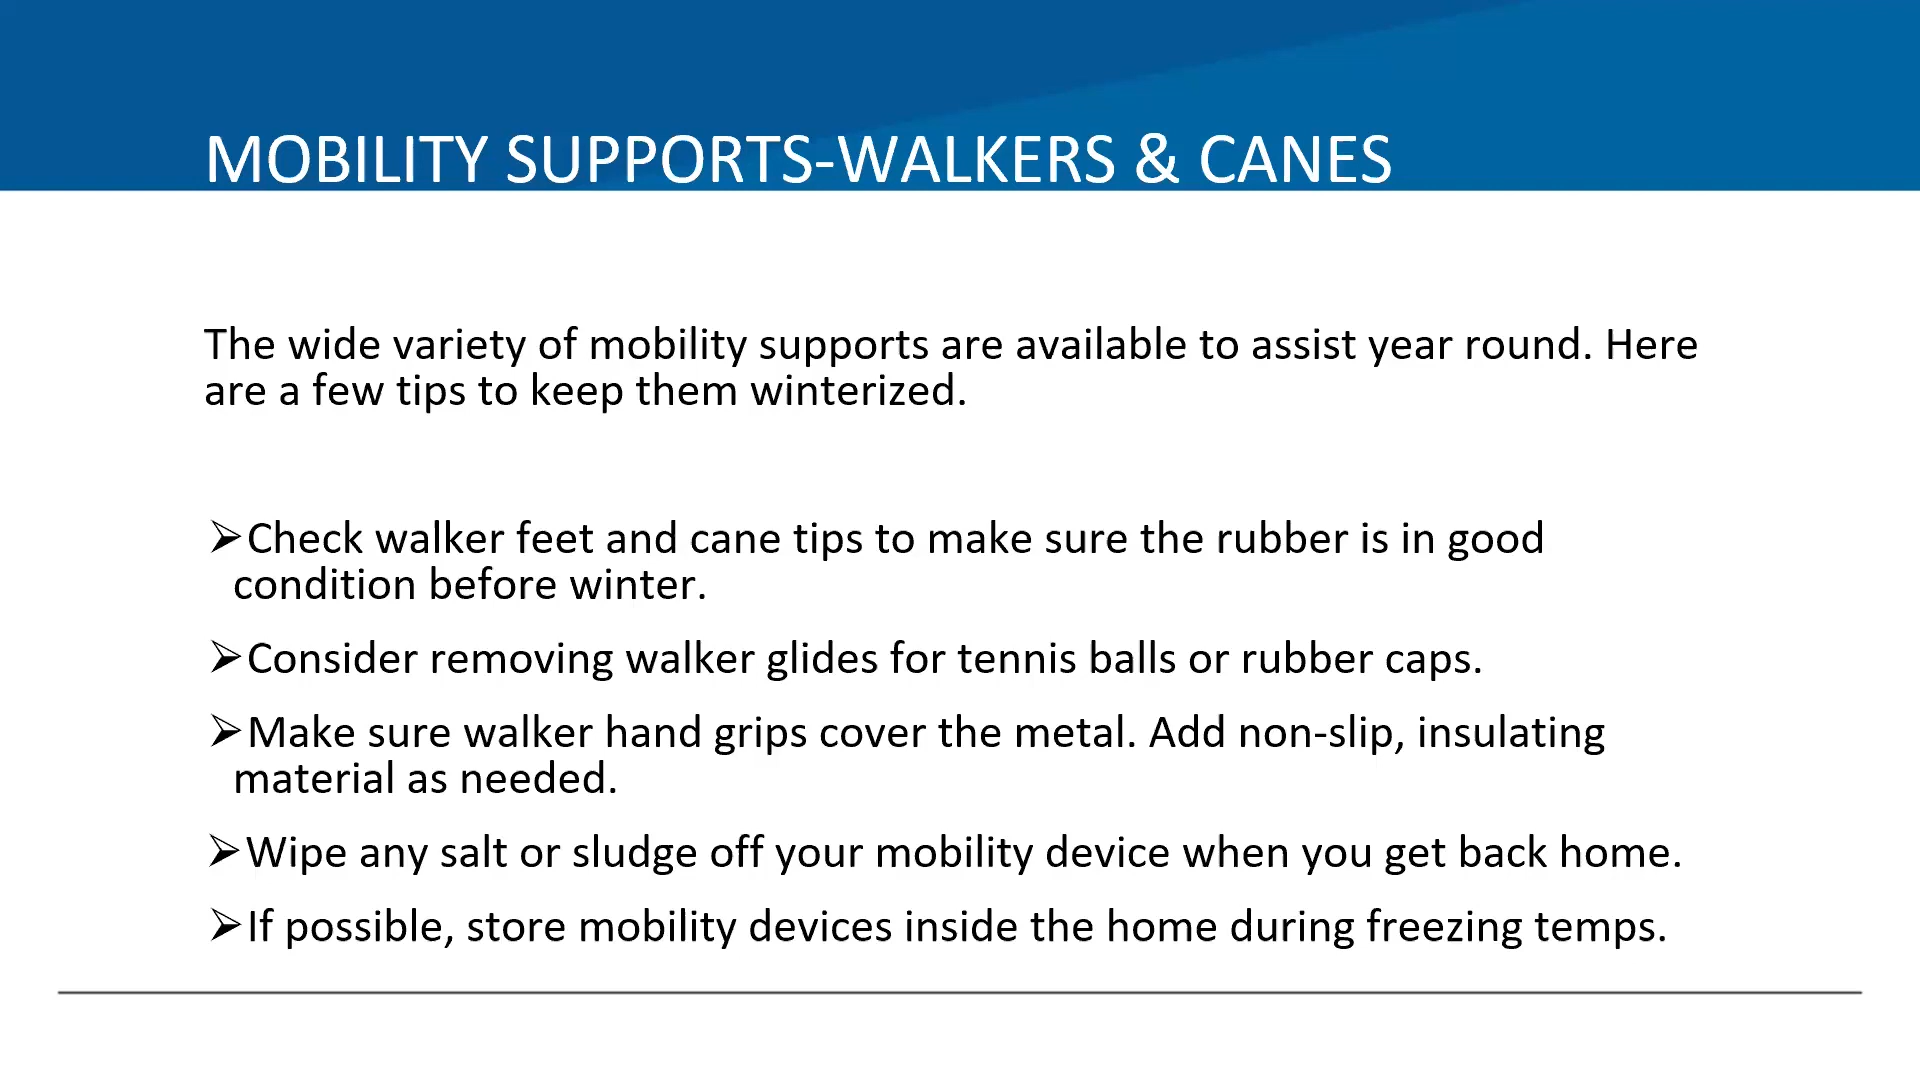 MOBILITY SUPPORTS-WALKERS & CANES
The wide variety of mobility supports are available to assist year round. Here
are a few tips to keep them winterized.
➢Check walker feet and cane tips to make sure the rubber is in good
condition before winter.
➢Consider removing walker glides for tennis balls or rubber caps.
➢Make sure walker hand grips cover the metal. Add non-slip, insulating
material as needed.
➢Wipe any salt or sludge off your mobility device when you get back home.
➢If possible, store mobility devices inside the home during freezing temps.